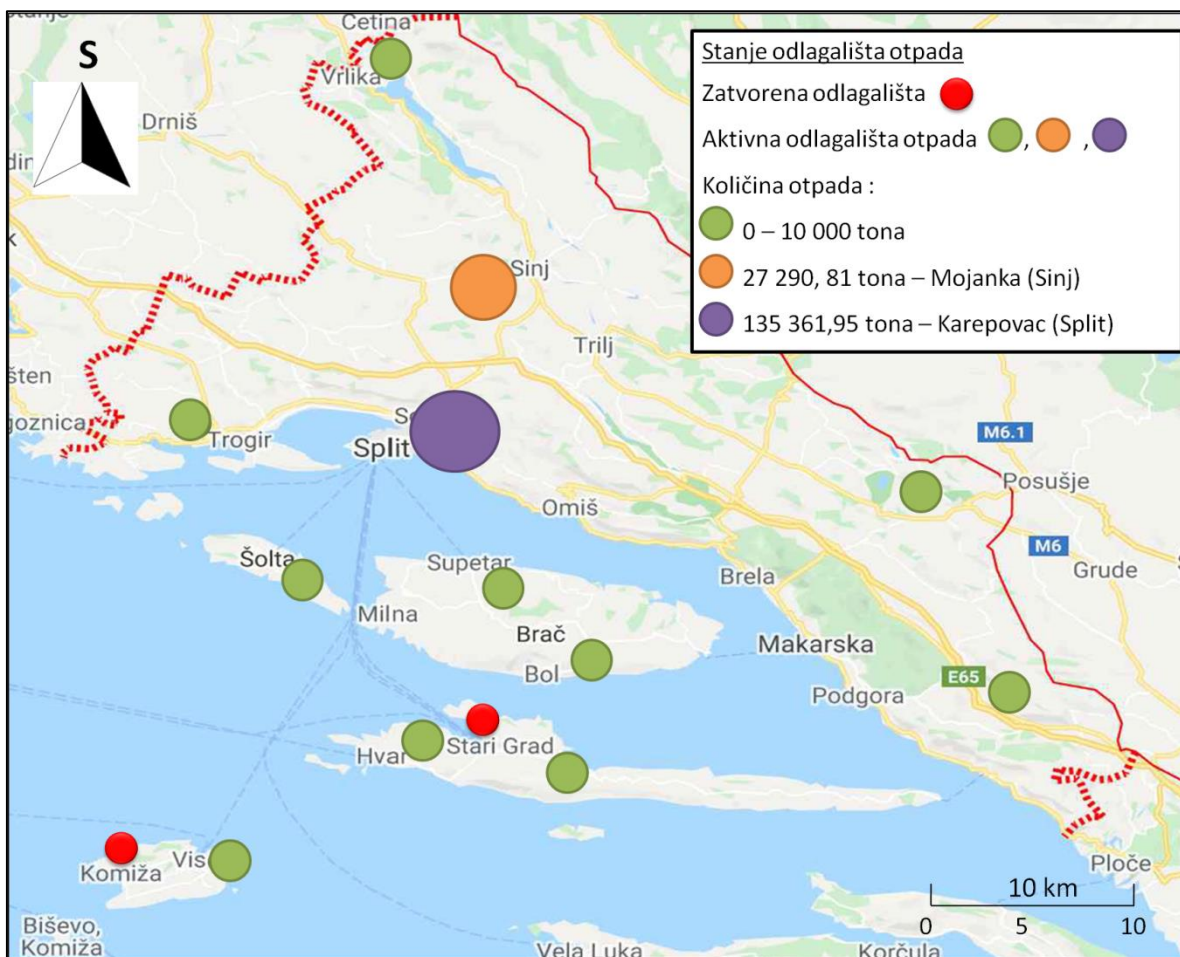 Cetina
S
Vrlika
Drniš
Sinj
Trilj
Trogir
Split
Omiš
Posušje
M6.1
M6
Grude
Šolta
Supetar
Milna
Brač
Bol
Brela
Makarska
Podgora
E65
Hvar
Stari Grad
Komiža
Ploče
Biševo,
Komiža
Vela Luka
Korčula
Stanje odlagališta otpada
Zatvorena odlagališta
Aktivna odlagališta otpada , ,
Količina otpada :
0 – 10 000 tona
27 290, 81 tona – Mojanka (Sinj)
135 361,95 tona – Karepovac (Split)
10 km
0 5 10